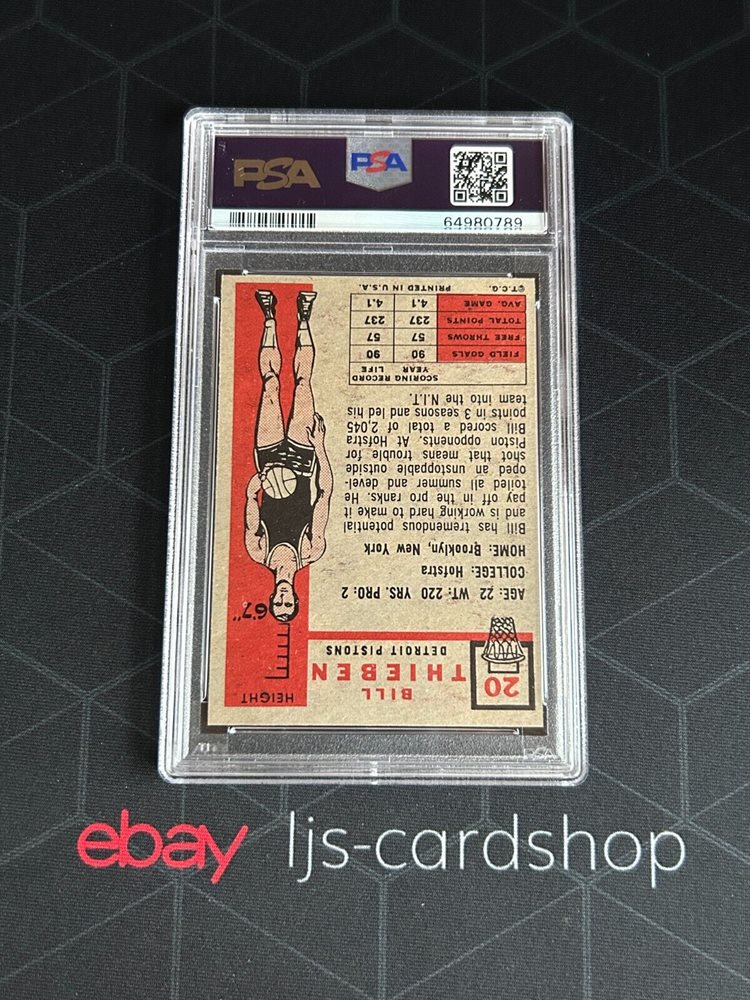 PSA PSA
64980789
20
BILL
THIEBEN
DETROIT PISTONS
HEIGHT
6'7"
AGE: 22 WT: 220 YRS. PRO: 2
COLLEGE: Hofstra
HOME: Brooklyn, New York
Bill has tremendous potential
and is working hard to make it
pay off in the pro ranks. He
toiled all summer and devel-
oped an unstoppable outside
shot that means trouble for
Piston opponents. At Hofstra
Bill scored a total of 2,045
points in 3 seasons and led his
team into the N.I.T.
SCORING RECORD YEAR LIFE
FIELD GOALS 90 90
FREE THROWS 57 57
TOTAL POINTS 237 237
AVG. GAME 4.1 4.1
©T.C.G. PRINTED IN U.S.A.
PSA
ebay ljs-cardshop